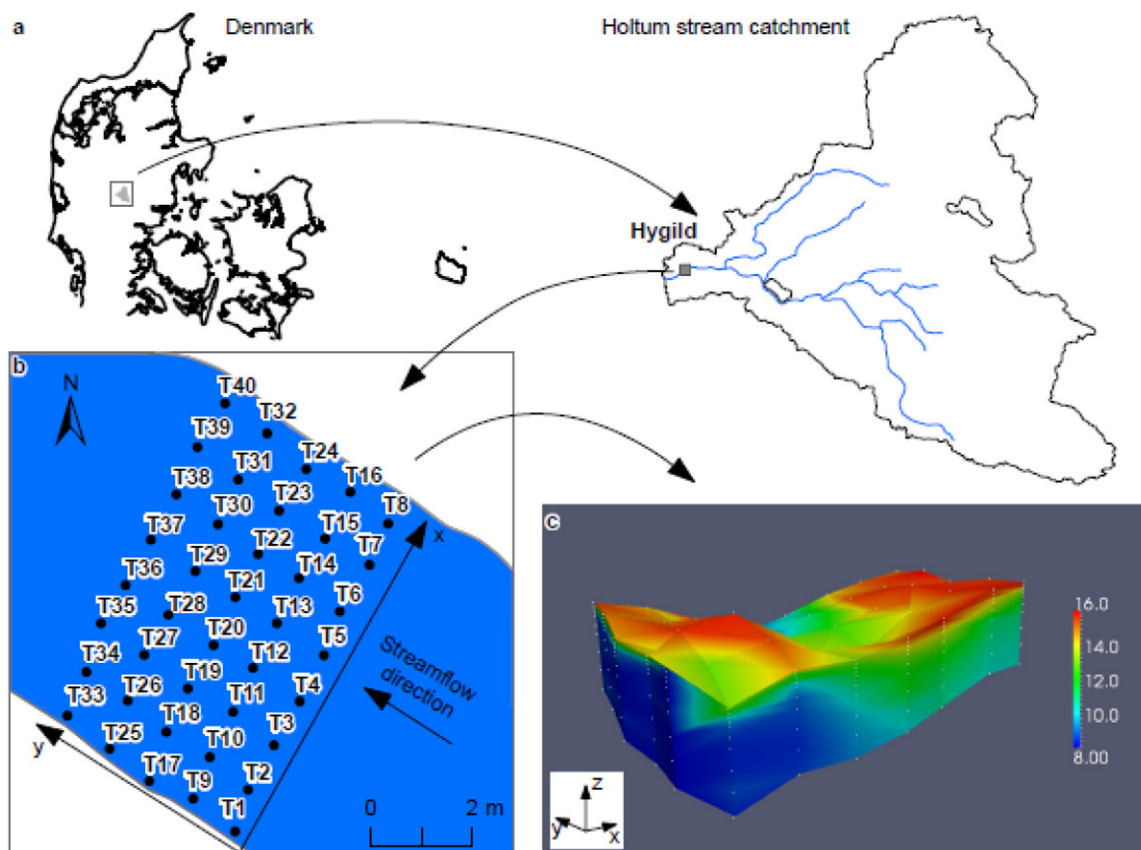 a
Denmark
Holtum stream catchment
Hygild
b
N
T40
T32
T39
T24
T31
T16
T38
T23
T8
T30
T15
T37
T22
T7
x
T29
T14
T36
T21
T6
T28
T13
T35
T20
T5
T27
T12
T34
T19
T4
T26
T11
T33
T18
T3
T25
T10
T17
T2
T9
T1
y
Streamflow
direction
0 2 m
c
16.0
14.0
12.0
10.0
8.00
z
y x